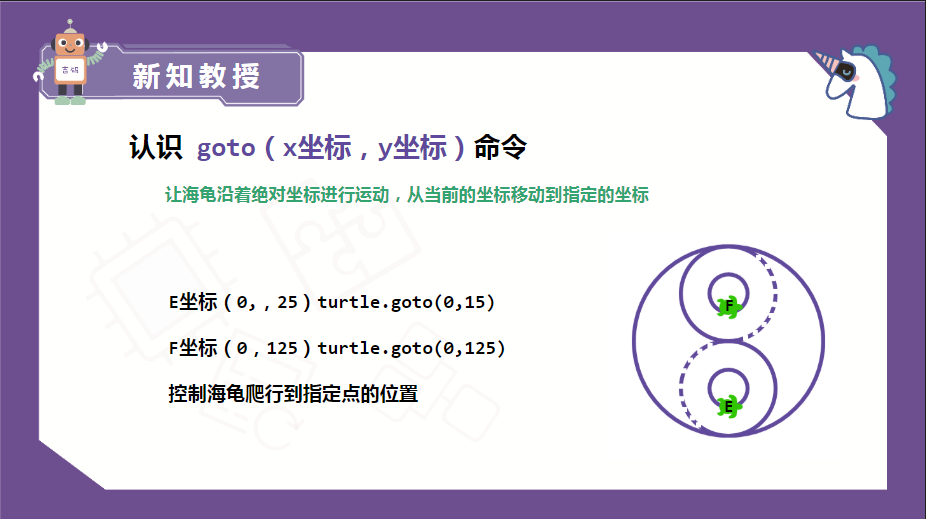 新知教授
认识 goto（x坐标，y坐标）命令
让海龟沿着绝对坐标进行运动，从当前的坐标移动到指定的坐标
E坐标（0,，25）turtle.goto(0,15)
F坐标（0，125）turtle.goto(0,125)
控制海龟爬行到指定点的位置
F
E